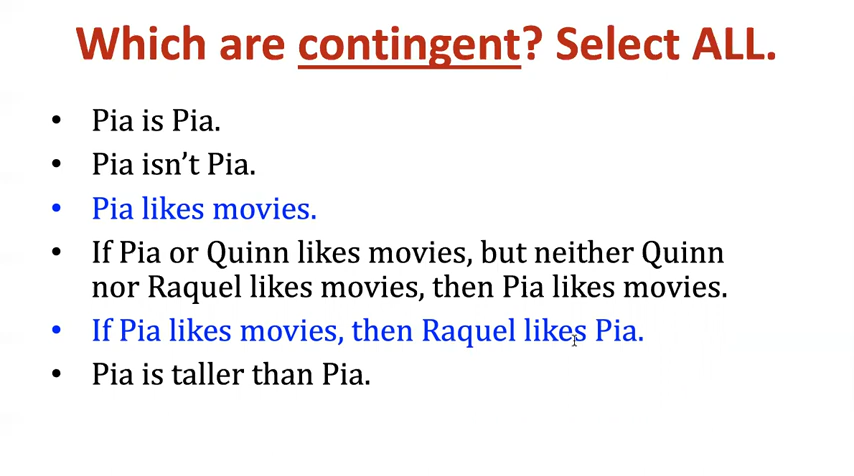 Which are contingent? Select ALL.
• Pia is Pia.
• Pia isn’t Pia.
• Pia likes movies.
• If Pia or Quinn likes movies, but neither Quinn
nor Raquel likes movies, then Pia likes movies.
• If Pia likes movies, then Raquel likes Pia.
• Pia is taller than Pia.